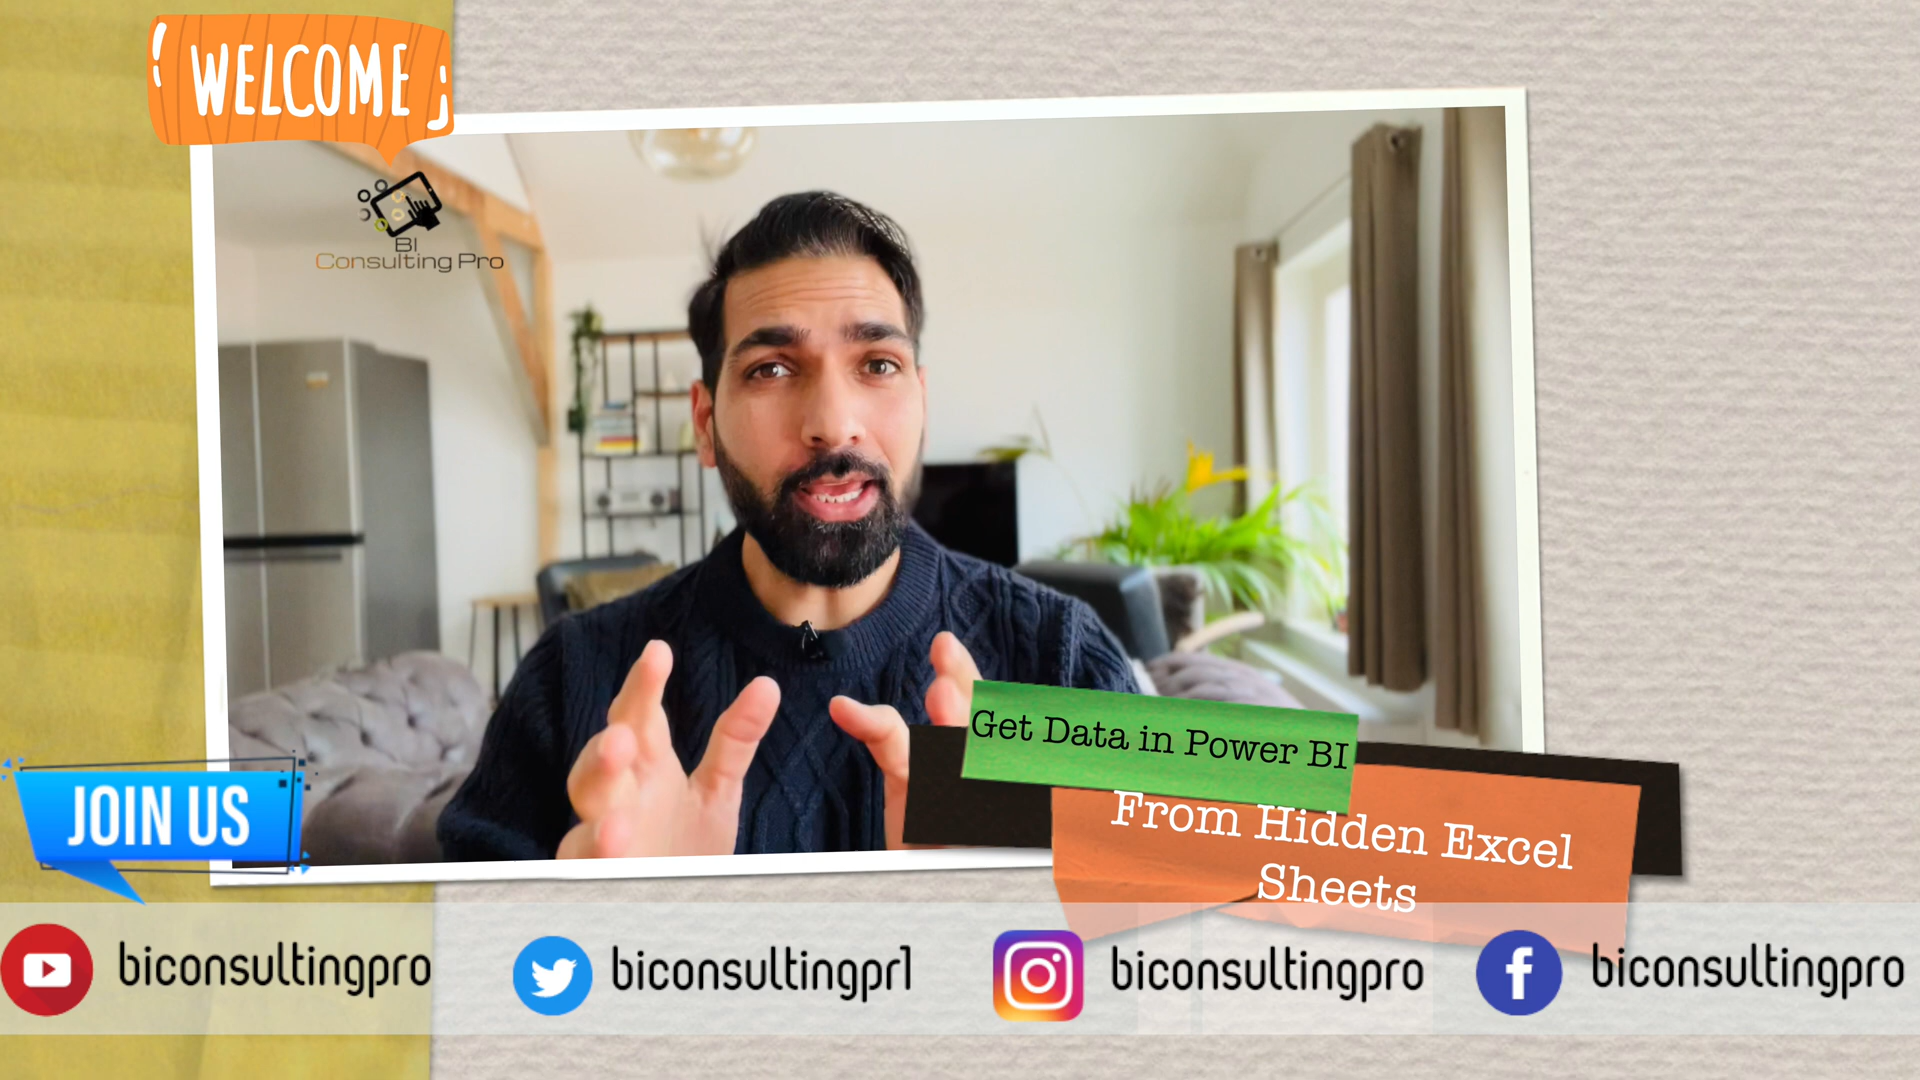 WELCOME
BI
Consulting Pro
Get Data in Power BI
From Hidden Excel
Sheets
JOIN US
biconsultingpro
biconsultingpr1
biconsultingpro
biconsultingpro